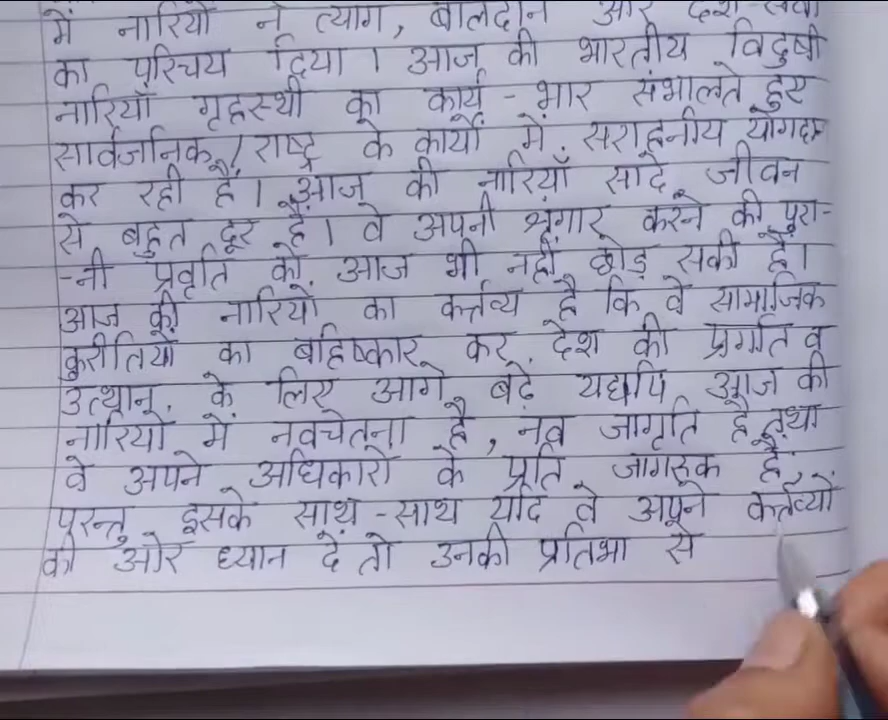 में नारियों ने त्याग, बलिदान और देश-सेवा
का परिचय दिया । आज की भारतीय विदुषी
नारियाँ गृहस्थी का कार्य - भार संभालते हुए
सार्वजनिक / राष्ट्र के कार्यों में सराहनीय योगदान
कर रही हैं। आज की नारियाँ सादे जीवन
से बहुत दूर है। वे अपनी श्रृंगार करने की पुरा-
-नी प्रवृति को आज भी नहीं छोड़ सकी हैं।
आज की नारियों का कर्त्तव्य है कि वे सामाजिक
कुरीतियों का बहिष्कार कर देश की प्रगति व
उत्थान के लिए आगे बढ़े यद्यपि आज की
नारियों में नवचेतना है, नव जागृति है तथा
वे अपने अधिकारों के प्रति जागरूक हैं,
परन्तु इसके साथ-साथ यदि वे अपने कर्त्तव्यों
की ओर ध्यान दें तो उनकी प्रतिभा से